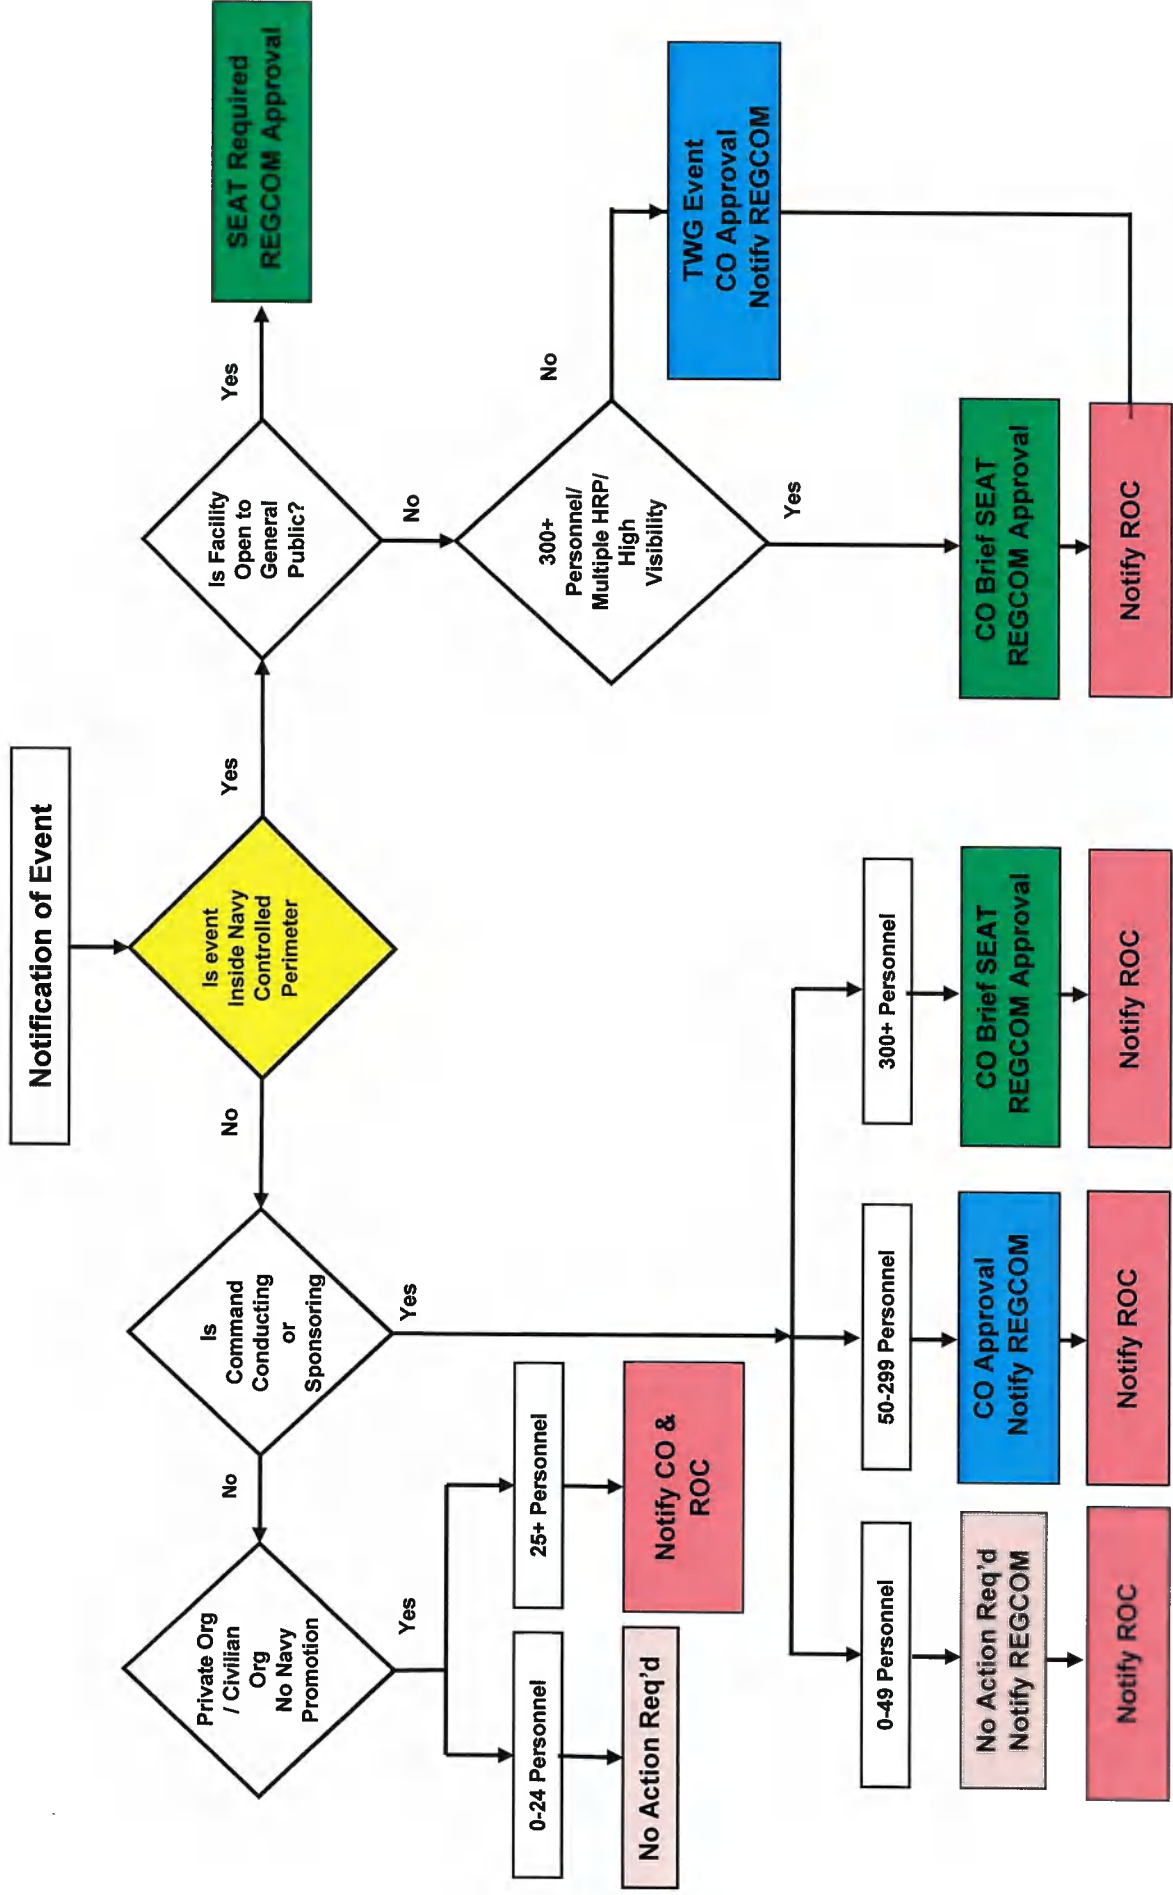 Notification of Event
Is event
Inside Navy
Controlled
Perimeter
Yes
No
Is Facility
Open to
General
Public?
Yes
SEAT Required
REGCOM Approval
No
300+
Personnel/
Multiple HRP/
High
Visibility
No
TWG Event
CO Approval
Notify REGCOM
Yes
CO Brief SEAT
REGCOM Approval
Notify ROC
Is
Command
Conducting
or
Sponsoring
Yes
No
Private Org
/ Civilian
Org
No Navy
Promotion
Yes
0-24 Personnel
No Action Req'd
25+ Personnel
Notify CO &
ROC
0-49 Personnel
No Action Req'd
Notify REGCOM
Notify ROC
50-299 Personnel
CO Approval
Notify REGCOM
Notify ROC
300+ Personnel
CO Brief SEAT
REGCOM Approval
Notify ROC